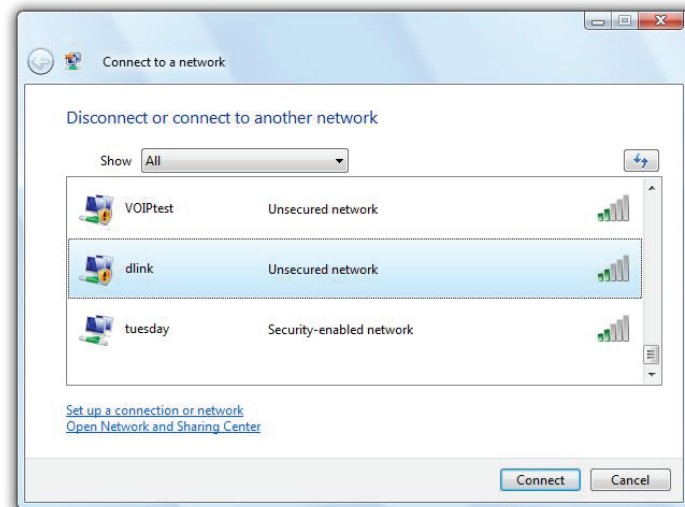 Connect to a network
Disconnect or connect to another network
Show All
VOIPtest Unsecured network
dlink Unsecured network
tuesday Security-enabled network
Set up a connection or network
Open Network and Sharing Center
Connect Cancel